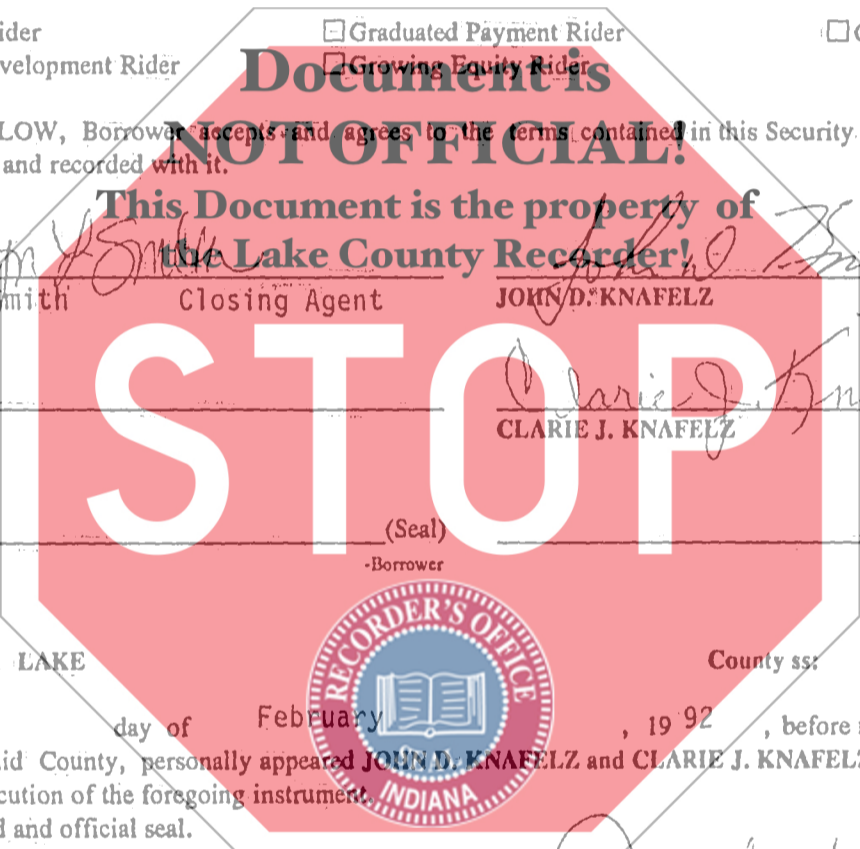 ider ☐ Graduated Payment Rider ☐
velopment Rider ☐ Growing Equity Rider
Document is
LOW, Borrower accepts and agrees to the terms contained in this Security
NOT OFFICIAL!
and recorded with it.
This Document is the property of
the Lake County Recorder!
Smith John D
mith Closing Agent JOHN D. KNAFELZ
STOP
Clarie J.
CLARIE J. KNAFELZ
(Seal)
-Borrower
RECORDER'S OFFICE
LAKE County ss:
day of February , 19 92 , before
id County, personally appeared JOHN D. KNAFELZ and CLARIE J. KNAFELZ
cution of the foregoing instrument.
INDIANA
d and official seal.